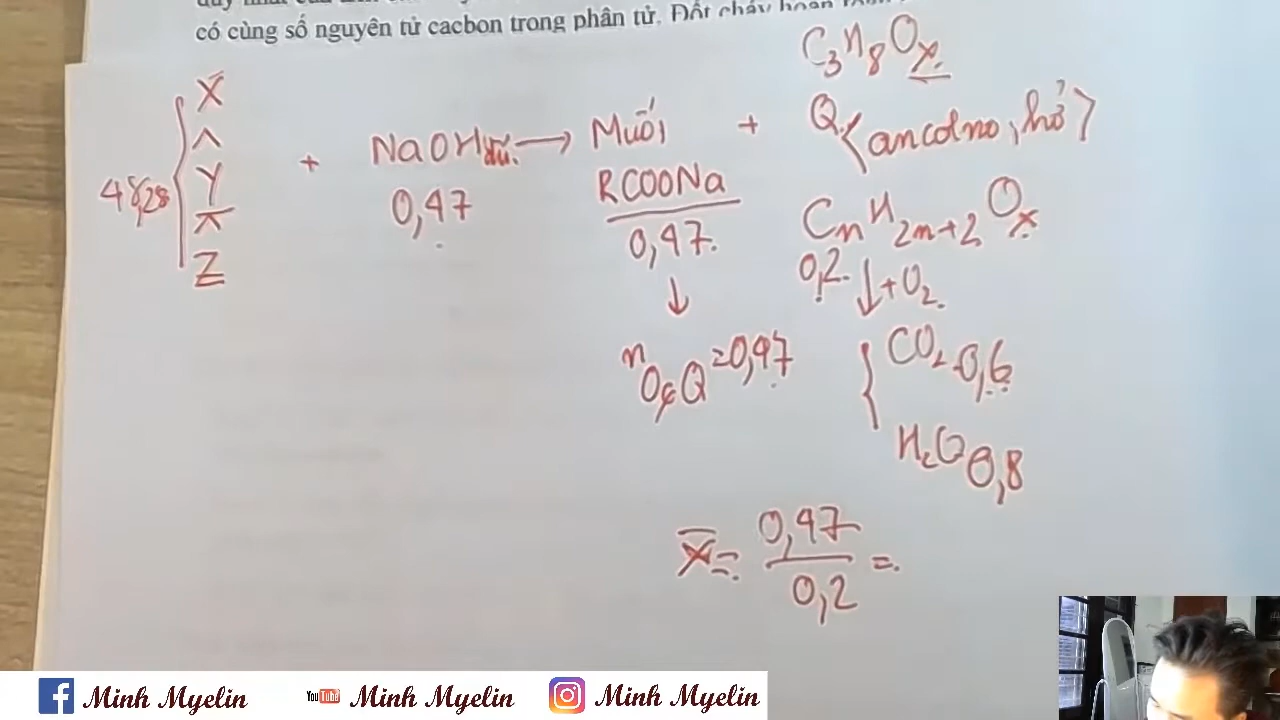 có cùng số nguyên tử cacbon trong phân tử. Đốt cháy hoàn toàn
C3H8Ox
X
Λ
Y
π
Z
48,28
+ NaOH dư → Muối + Q (ancol no, hở)
0,47
RCOONa
0,47
CnH2n+2Ox
0,2 ↓ +O2
↓
nO ∈ Q = 0,47
CO2 0,6
H2O 0,8
x̄ = 0,47 / 0,2 =
Minh Myelin
YouTube Minh Myelin
Minh Myelin